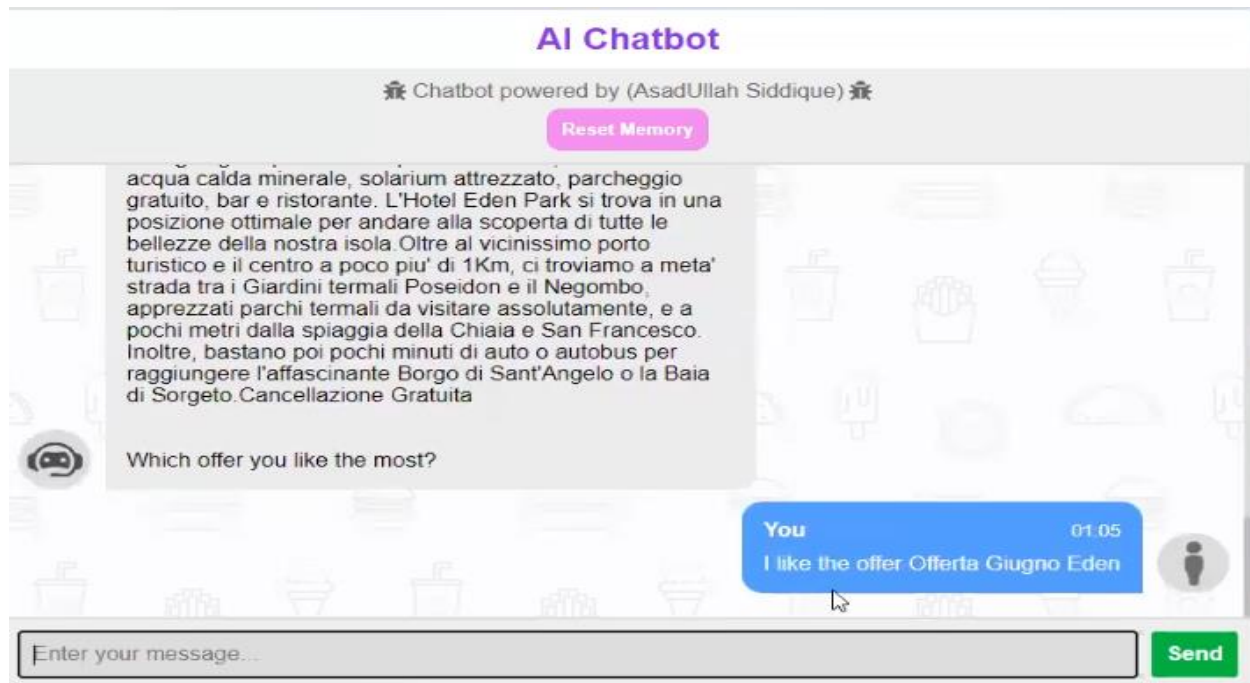 AI Chatbot
Chatbot powered by (AsadUllah Siddique)
Reset Memory
acqua calda minerale, solarium attrezzato, parcheggio
gratuito, bar e ristorante. L'Hotel Eden Park si trova in una
posizione ottimale per andare alla scoperta di tutte le
bellezze della nostra isola.Oltre al vicinissimo porto
turistico e il centro a poco piu' di 1Km, ci troviamo a meta'
strada tra i Giardini termali Poseidon e il Negombo,
apprezzati parchi termali da visitare assolutamente, e a
pochi metri dalla spiaggia della Chiaia e San Francesco.
Inoltre, bastano poi pochi minuti di auto o autobus per
raggiungere l'affascinante Borgo di Sant'Angelo o la Baia
di Sorgeto.Cancellazione Gratuita
Which offer you like the most?
You 01:05
I like the offer Offerta Giugno Eden
Enter your message...
Send